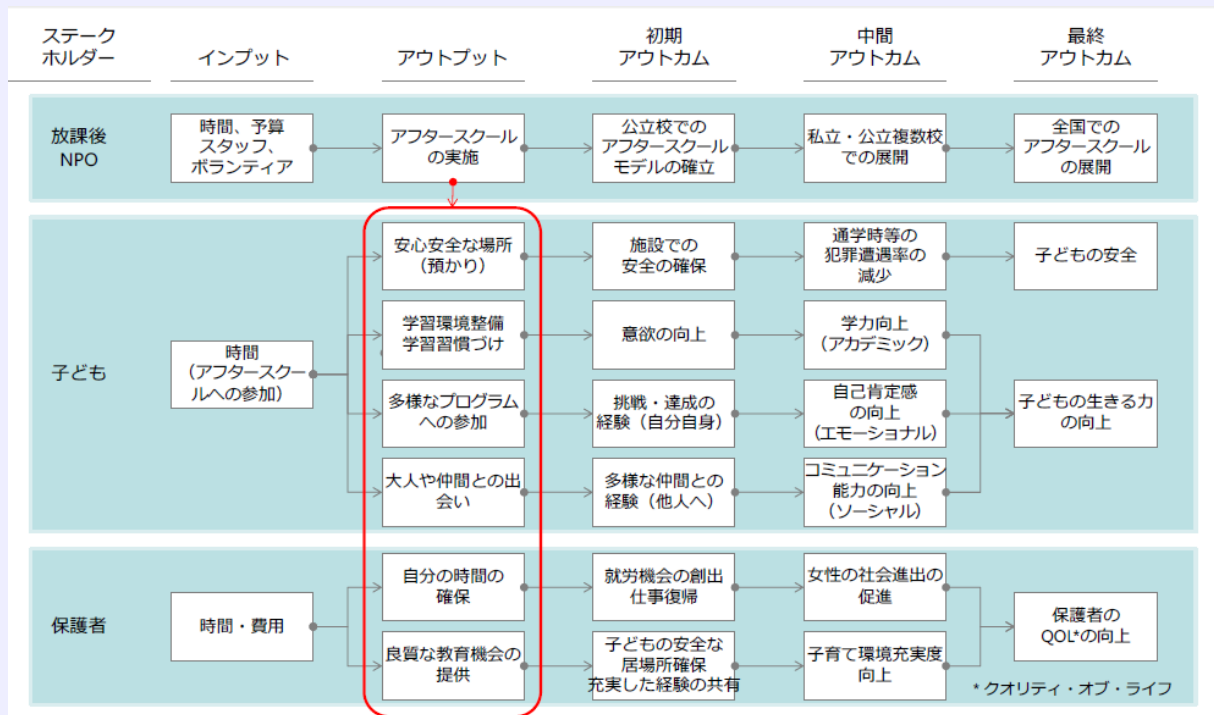 ステーク
ホルダー
インプット
アウトプット
初期
アウトカム
中間
アウトカム
最終
アウトカム
放課後
NPO
時間、予算
スタッフ、
ボランティア
アフタースクール
の実施
公立校での
アフタースクール
モデルの確立
私立・公立複数校
での展開
全国での
アフタースクール
の展開
子ども
時間
（アフタースクー
ルへの参加）
安心安全な場所
（預かり）
施設での
安全の確保
通学時等の
犯罪遭遇率の
減少
子どもの安全
学習環境整備
学習習慣づけ
意欲の向上
学力向上
（アカデミック）
多様なプログラム
への参加
挑戦・達成の
経験（自分自身）
自己肯定感
の向上
（エモーショナル）
子どもの生きる力
の向上
大人や仲間との出
会い
多様な仲間との
経験（他人へ）
コミュニケーション
能力の向上
（ソーシャル）
保護者
時間・費用
自分の時間の
確保
就労機会の創出
仕事復帰
女性の社会進出の
促進
保護者の
QOL*の向上
良質な教育機会の
提供
子どもの安全な
居場所確保
充実した経験の共有
子育て環境充実度
向上
* クオリティ・オブ・ライフ